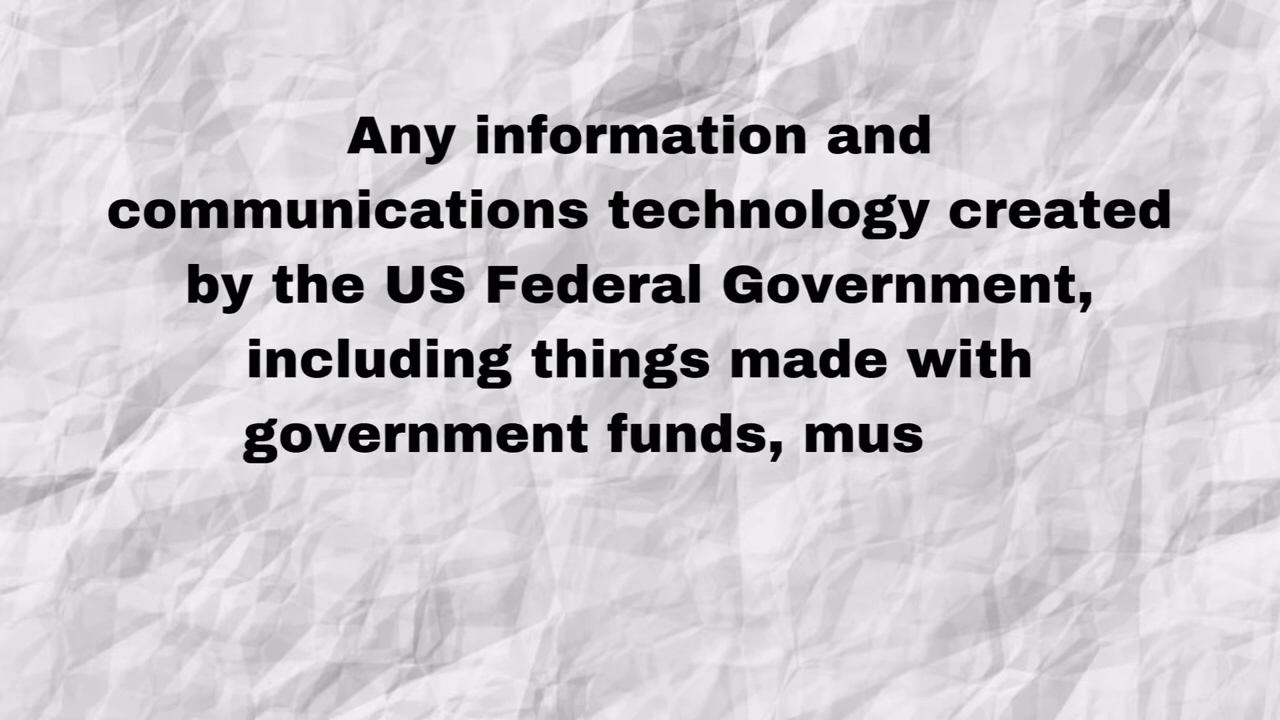 Any information and
communications technology created
by the US Federal Government,
including things made with
government funds, mus